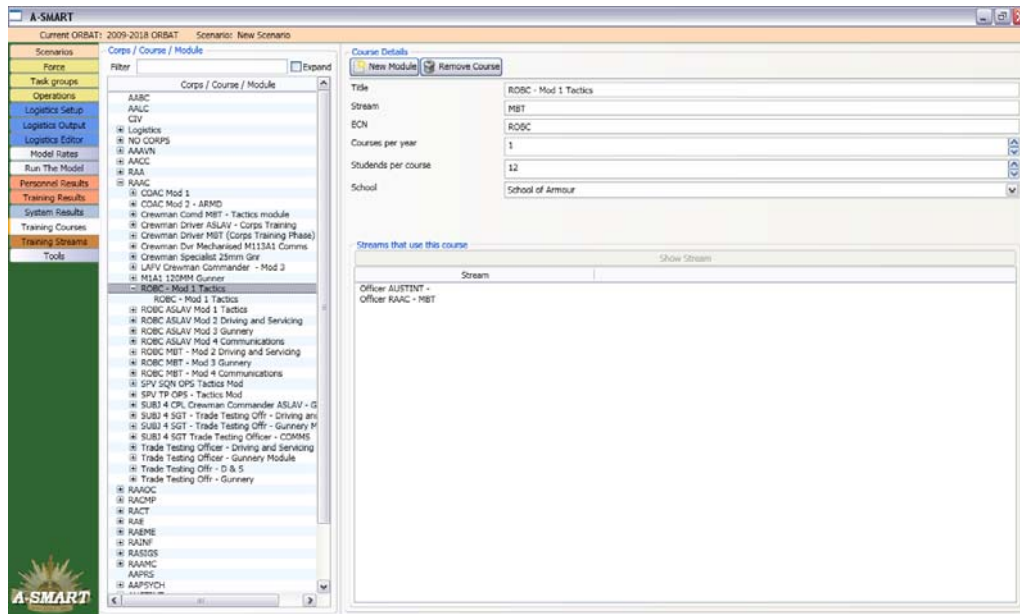 A-SMART
Current ORBAT: 2009-2018 ORBAT Scenario: New Scenario
Scenarios
Force
Task groups
Operations
Logistics Setup
Logistics Output
Logistics Editor
Model Rates
Run The Model
Personnel Results
Training Results
System Results
Training Courses
Training Streams
Tools
A-SMART
Corps / Course / Module
Filter Expand
Corps / Course / Module
AABC
AALC
CIV
Logistics
NO CORPS
AAAVN
AACC
RAA
RAAC
COAC Mod 1
COAC Mod 2 - ARMD
Crewman Comd MBT - Tactics module
Crewman Driver ASLAV - Corps Training
Crewman Driver MBT (Corps Training Phase)
Crewman Dvr Mechanised M113A1 Comms
Crewman Specialist 25mm Gnr
LAFV Crewman Commander - Mod 3
M1A1 120MM Gunner
ROBC - Mod 1 Tactics
ROBC - Mod 1 Tactics
ROBC ASLAV Mod 1 Tactics
ROBC ASLAV Mod 2 Driving and Servicing
ROBC ASLAV Mod 3 Gunnery
ROBC ASLAV Mod 4 Communications
ROBC MBT - Mod 2 Driving and Servicing
ROBC MBT - Mod 3 Gunnery
ROBC MBT - Mod 4 Communications
SPV SQN OPS Tactics Mod
SPV TP OPS - Tactics Mod
SUBJ 4 CPL Crewman Commander ASLAV - G
SUBJ 4 SGT - Trade Testing Offr - Driving and
SUBJ 4 SGT - Trade Testing Offr - Gunnery M
SUBJ 4 SGT Trade Testing Officer - COMMS
Trade Testing Officer - Driving and Servicing
Trade Testing Officer - Gunnery Module
Trade Testing Offr - D & S
Trade Testing Offr - Gunnery
RAAOC
RACMP
RACT
RAE
RAEME
RAINF
RASIGS
RAAMC
AAPRS
AAPSYCH
Course Details
New Module Remove Course
Title ROBC - Mod 1 Tactics
Stream MBT
ECN ROBC
Courses per year 1
Studends per course 12
School School of Armour
Streams that use this course
Show Stream
Stream
Officer AUSTINT -
Officer RAAC - MBT